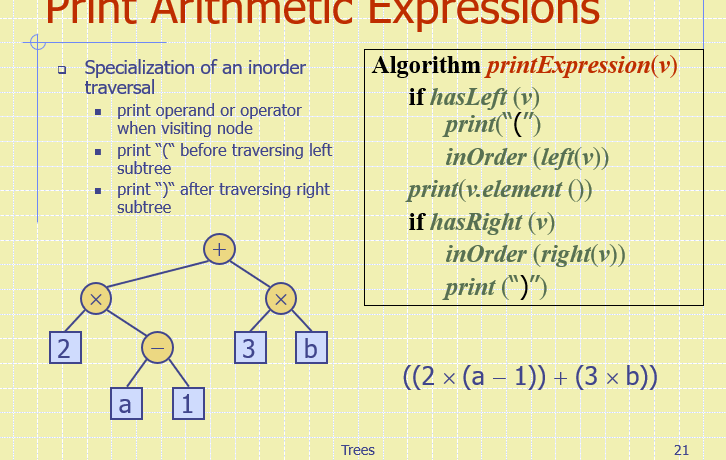 Print Arithmetic Expressions
Specialization of an inorder
traversal
print operand or operator
when visiting node
print “(“ before traversing left
subtree
print “)“ after traversing right
subtree
Algorithm printExpression(v)
if hasLeft (v)
print(“(”)
inOrder (left(v))
print(v.element ())
if hasRight (v)
inOrder (right(v))
print (“)”)
+
× ×
2 − 3 b
a 1
((2 × (a − 1)) + (3 × b))
Trees 21